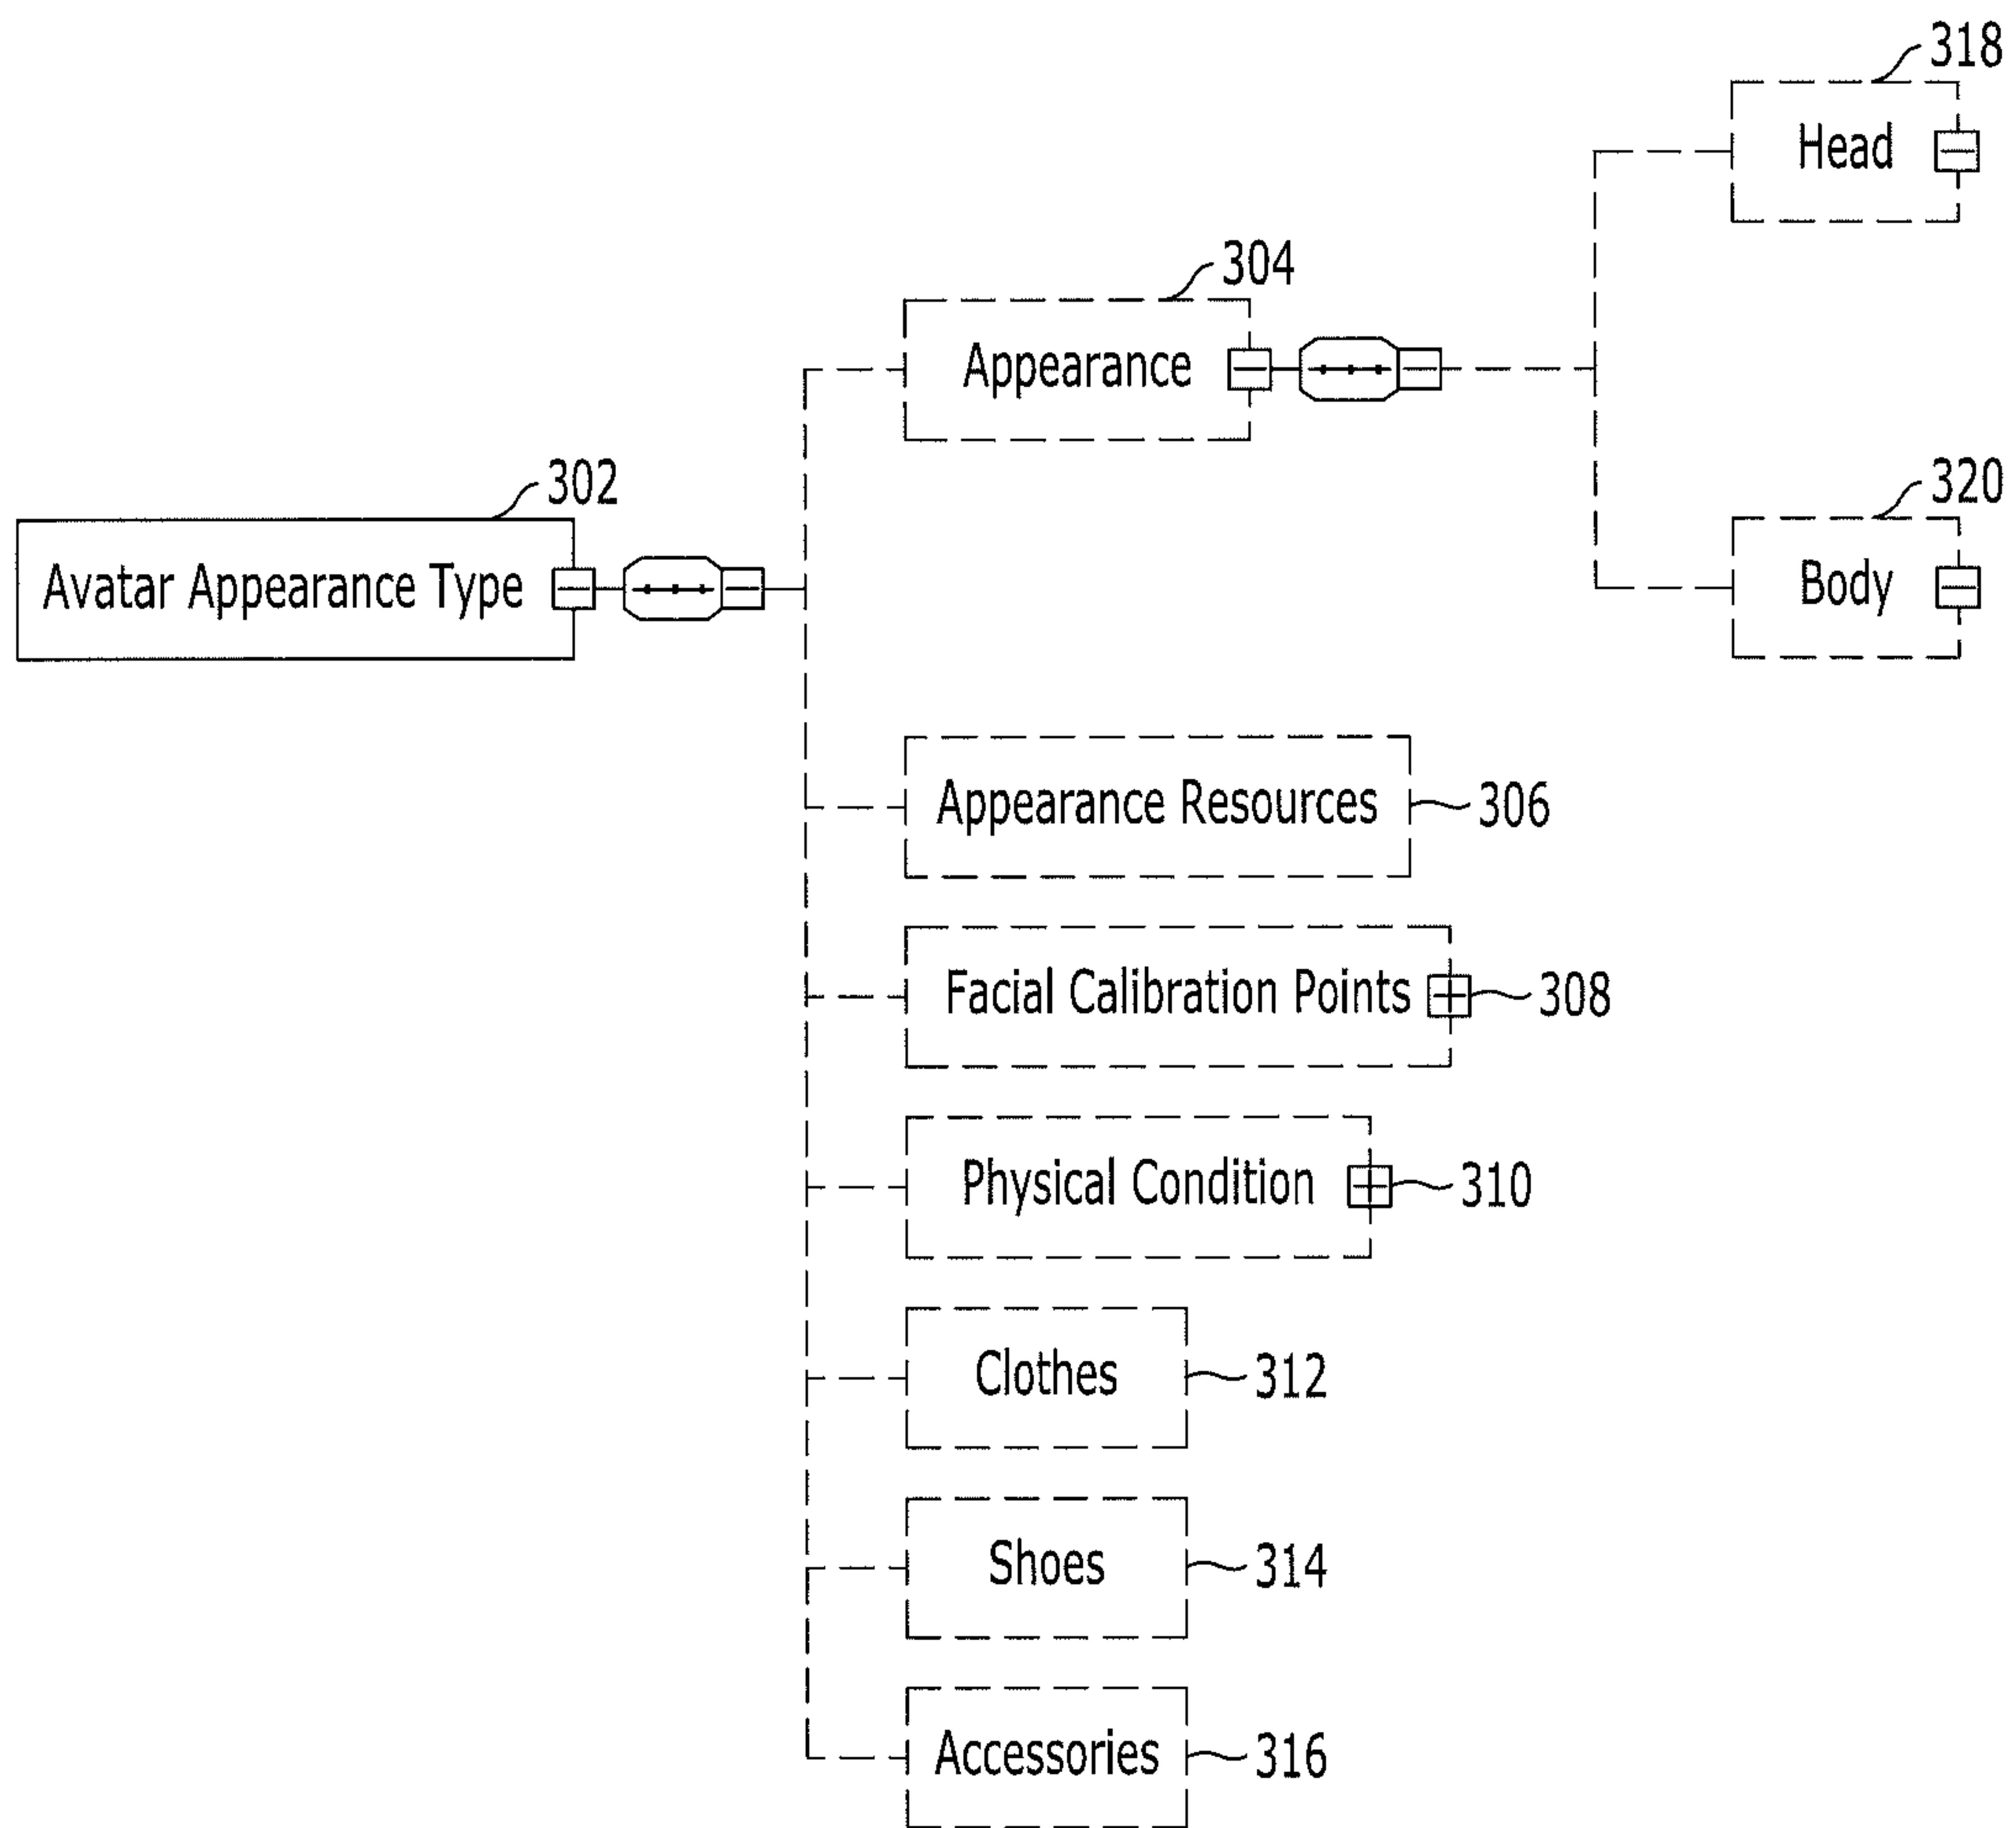 318
Head
304
Appearance
302
Avatar Appearance Type
320
Body
Appearance Resources 306
Facial Calibration Points 308
Physical Condition 310
Clothes 312
Shoes 314
Accessories 316